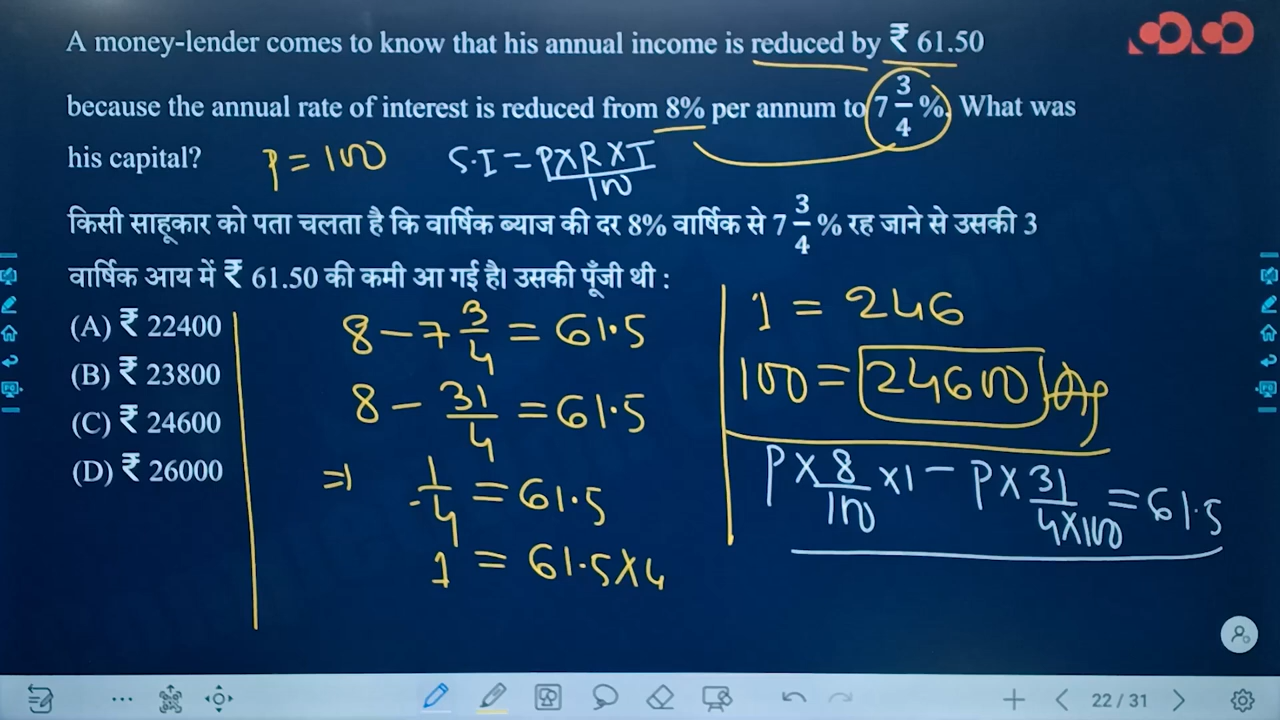 A money-lender comes to know that his annual income is reduced by ₹ 61.50
because the annual rate of interest is reduced from 8% per annum to 7 3/4 %. What was
his capital?
P = 100
S.I = P×R×T/100
किसी साहूकार को पता चलता है कि वार्षिक ब्याज की दर 8% वार्षिक से 7 3/4 % रह जाने से उसकी 3
वार्षिक आय में ₹ 61.50 की कमी आ गई है। उसकी पूँजी थी :
(A) ₹ 22400
(B) ₹ 23800
(C) ₹ 24600
(D) ₹ 26000
8 − 7 3/4 = 61.5
8 − 31/4 = 61.5
⇒ 1/4 = 61.5
1 = 61.5×4
1 = 246
100 = 24600 Ans
P × 8/100 ×1 − P × 31/4×100 = 61.5
22 / 31